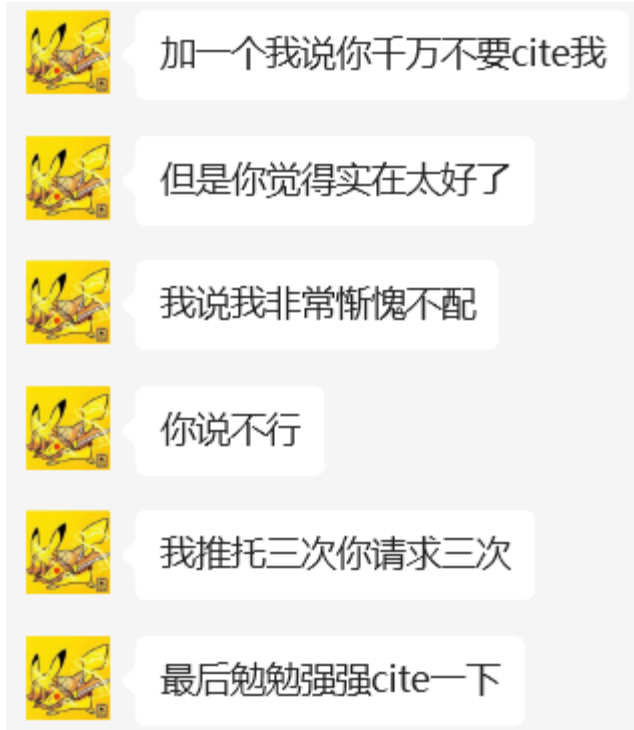 加一个我说你千万不要cite我
但是你觉得实在太好了
我说我非常惭愧不配
你说不行
我推托三次你请求三次
最后勉勉强强cite一下